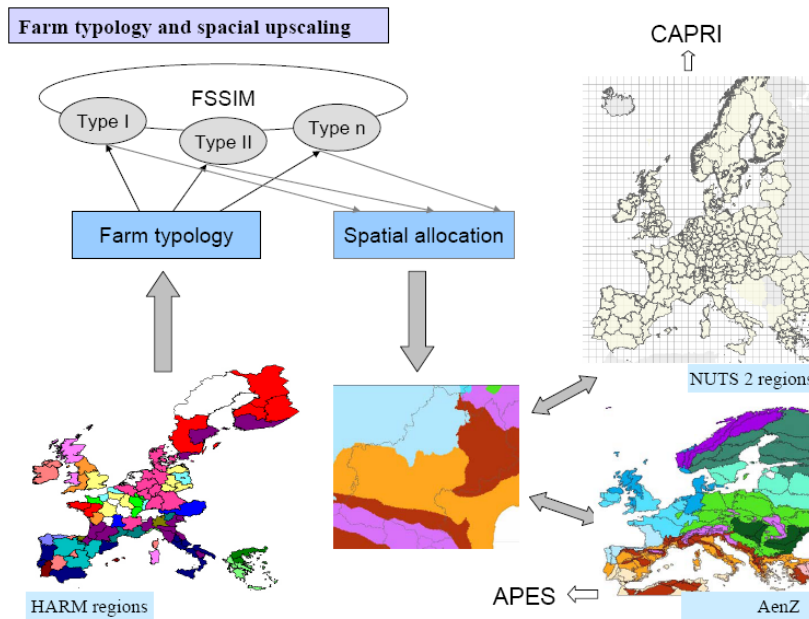 Farm typology and spacial upscaling
CAPRI
FSSIM
Type I
Type II
Type n
Farm typology
Spatial allocation
NUTS 2 regions
HARM regions
APES
AenZ